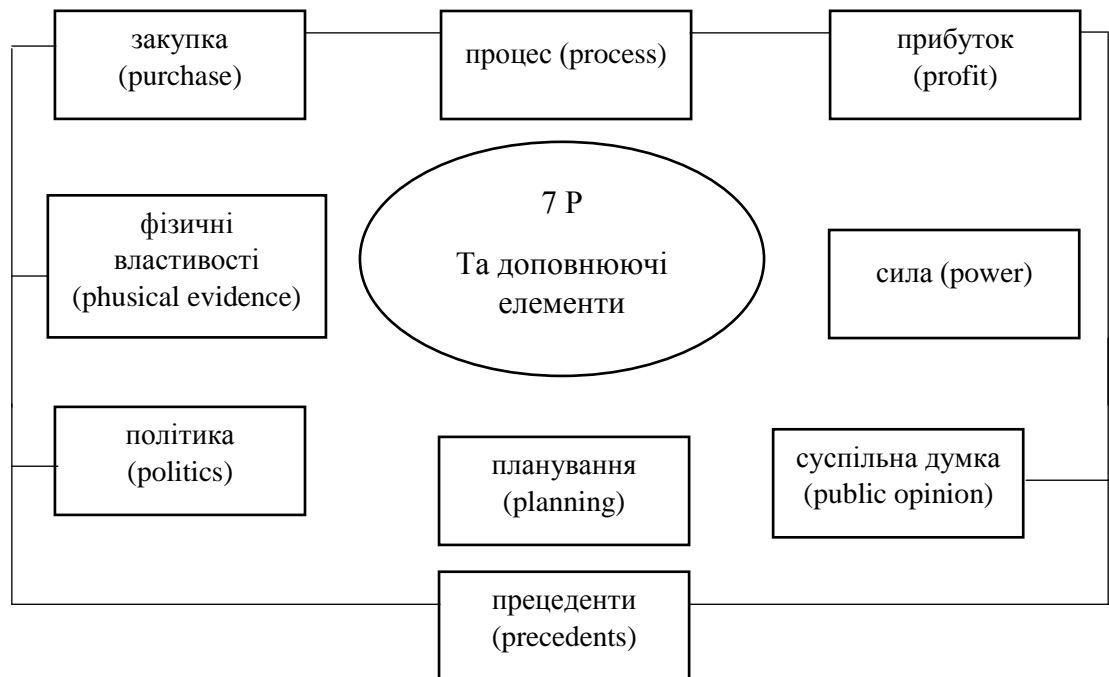 закупка
(purchase)
процес (process)
прибуток
(profit)
7 Р
Та доповнюючі
елементи
фізичні
властивості
(phusical evidence)
сила (power)
політика
(politics)
планування
(planning)
суспільна думка
(public opinion)
прецеденти
(precedents)